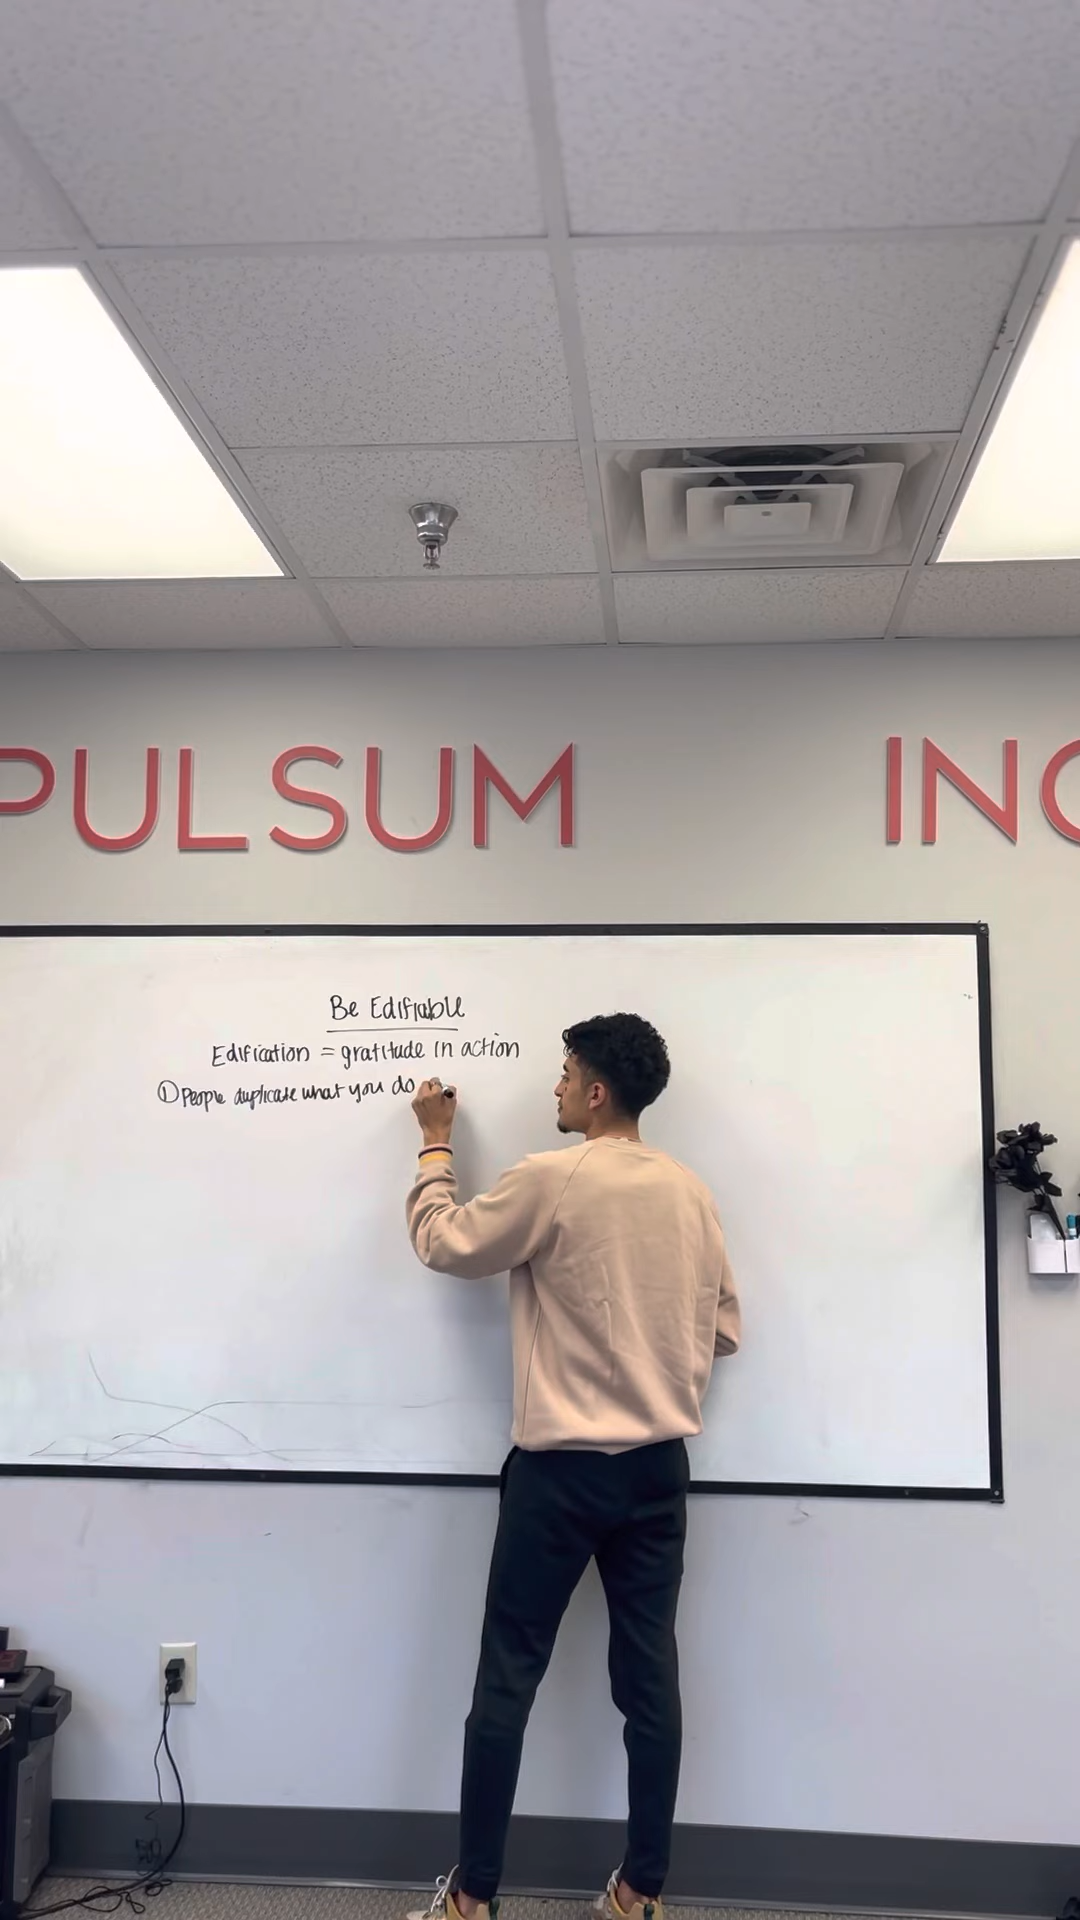 PULSUM INC
Be Edifiable
Edification = gratitude in action
① People duplicate what you do